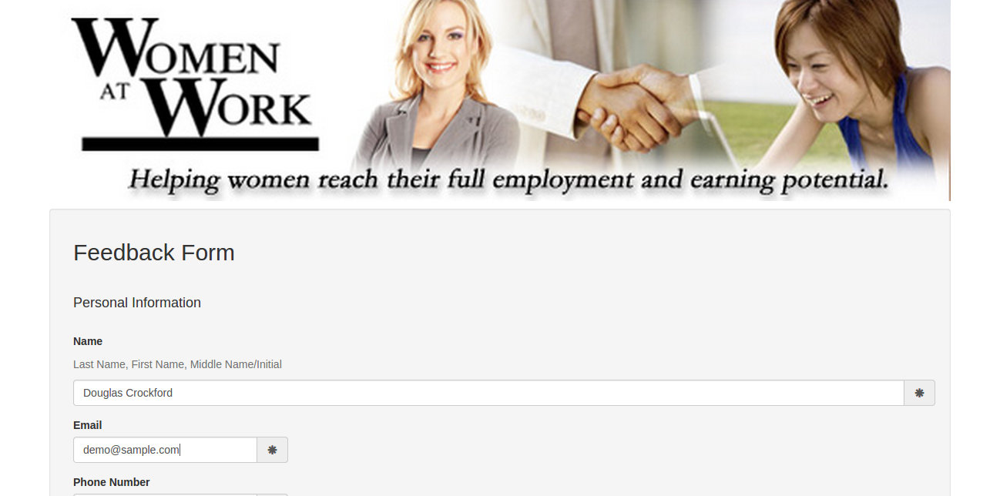 WOMEN
AT WORK
Helping women reach their full employment and earning potential.
Feedback Form
Personal Information
Name
Last Name, First Name, Middle Name/Initial
Douglas Crockford
Email
demo@sample.com
Phone Number